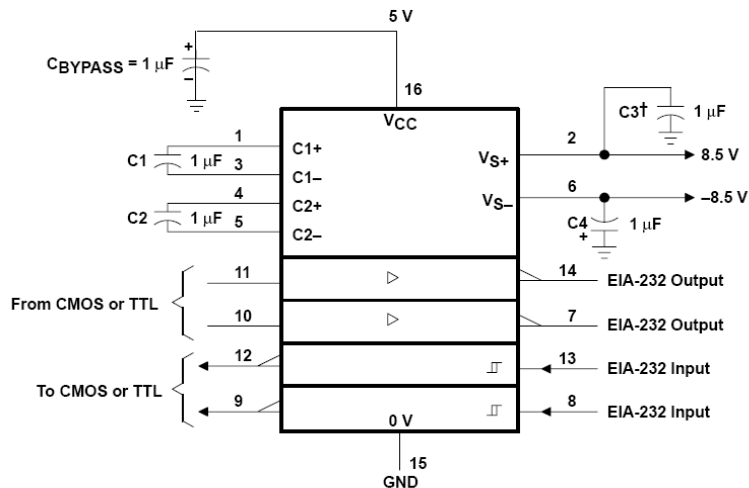 5 V
CBYPASS = 1 µF
+
–
16
VCC
C3† 1 µF
1
C1+
2
C1 1 µF
VS+
8.5 V
3
C1–
4
C2+
6
VS–
–8.5 V
C2 1 µF
5
C2–
C4
+
1 µF
11
14
EIA-232 Output
From CMOS or TTL
10
7
EIA-232 Output
12
13
EIA-232 Input
To CMOS or TTL
9
8
EIA-232 Input
0 V
15
GND